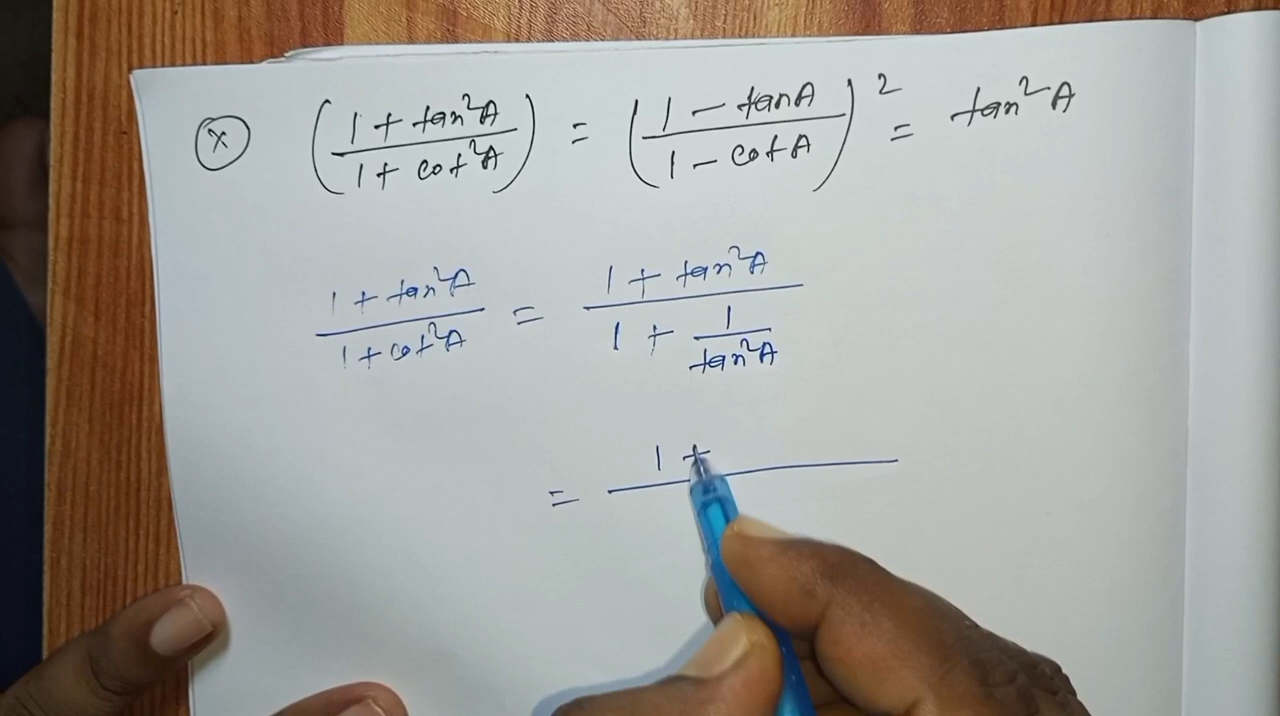 (x) ((1 + tan²A)/(1 + cot²A)) = ((1 - tanA)/(1 - cotA))² = tan²A
(1 + tan²A)/(1 + cot²A) = (1 + tan²A)/(1 + 1/tan²A)
= 1 +